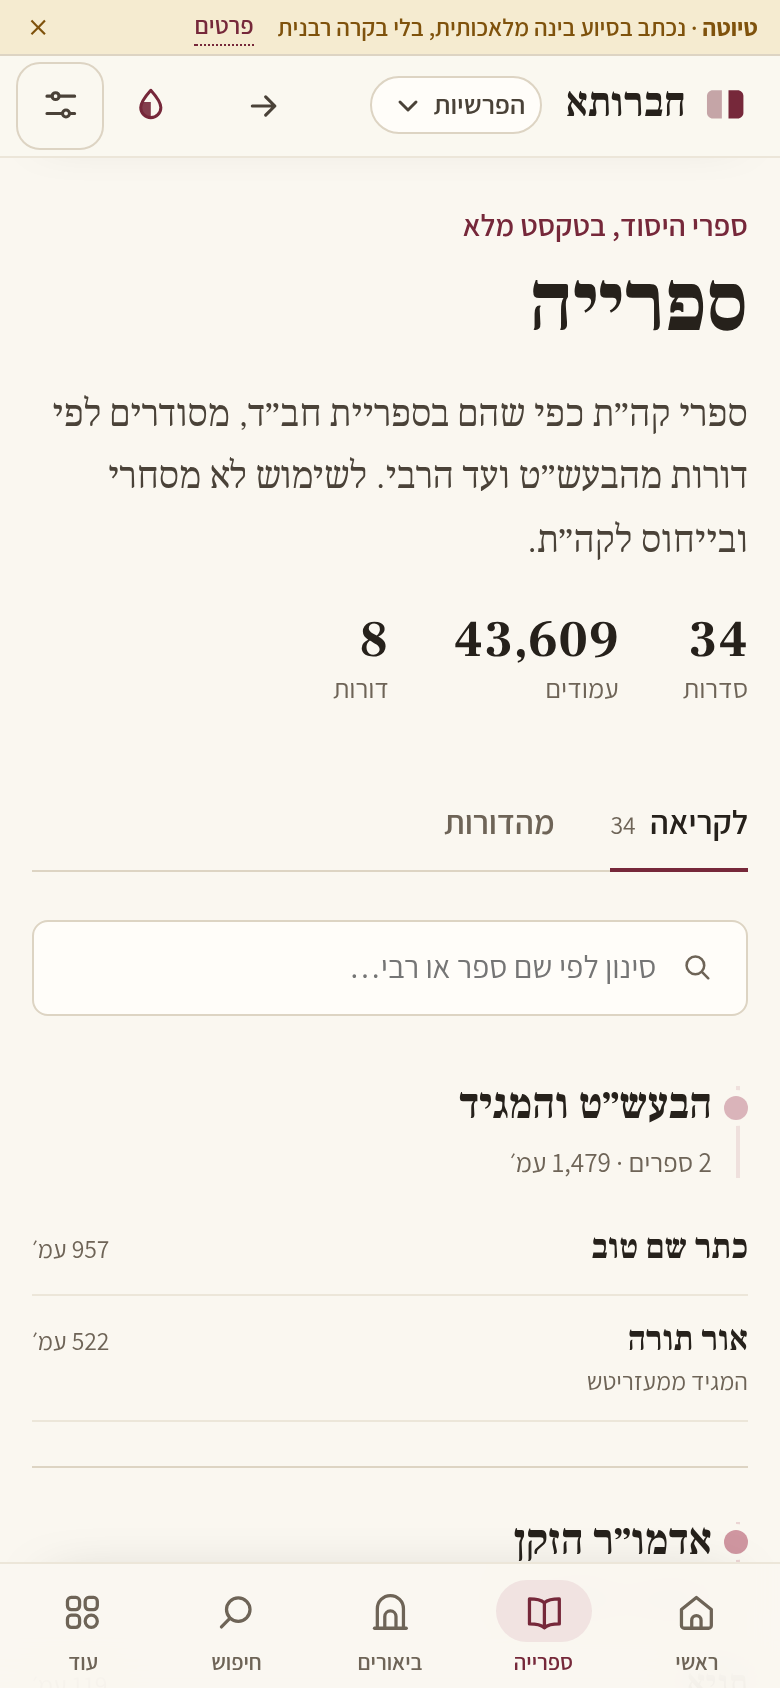 טיוטה · נכתב בסיוע בינה מלאכותית, בלי בקרה רבנית פרטים
חברותא הפרשיות
ספרי היסוד, בטקסט מלא
ספרייה
ספרי קה״ת כפי שהם בספריית חב״ד, מסודרים לפי
דורות מהבעש״ט ועד הרבי. לשימוש לא מסחרי
ובייחוס לקה״ת.
34 43,609 8
סדרות עמודים דורות
לקריאה 34 מהדורות
סינון לפי שם ספר או רבי…
הבעש״ט והמגיד
2 ספרים · 1,479 עמ׳
כתר שם טוב 957 עמ׳
אור תורה 522 עמ׳
המגיד ממעזריטש
אדמו״ר הזקן
ראשי ספרייה ביאורים חיפוש עוד